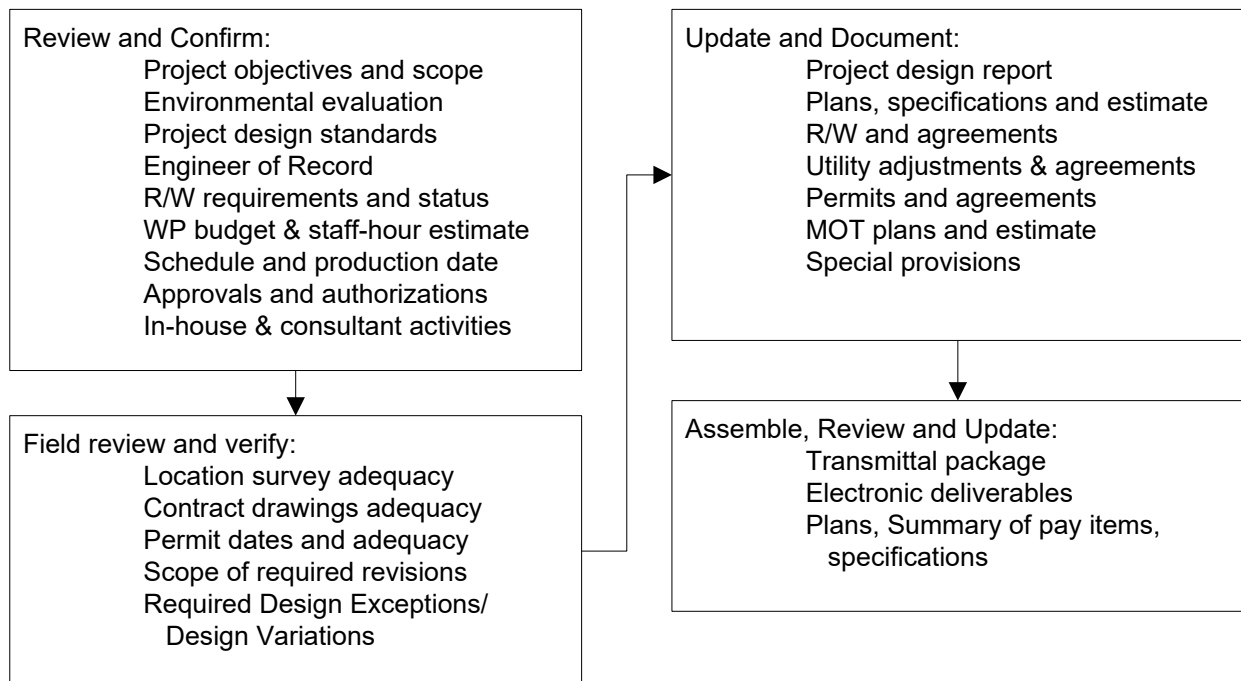 Review and Confirm:
Project objectives and scope
Environmental evaluation
Project design standards
Engineer of Record
R/W requirements and status
WP budget & staff-hour estimate
Schedule and production date
Approvals and authorizations
In-house & consultant activities
Field review and verify:
Location survey adequacy
Contract drawings adequacy
Permit dates and adequacy
Scope of required revisions
Required Design Exceptions/
Design Variations
Update and Document:
Project design report
Plans, specifications and estimate
R/W and agreements
Utility adjustments & agreements
Permits and agreements
MOT plans and estimate
Special provisions
Assemble, Review and Update:
Transmittal package
Electronic deliverables
Plans, Summary of pay items,
specifications